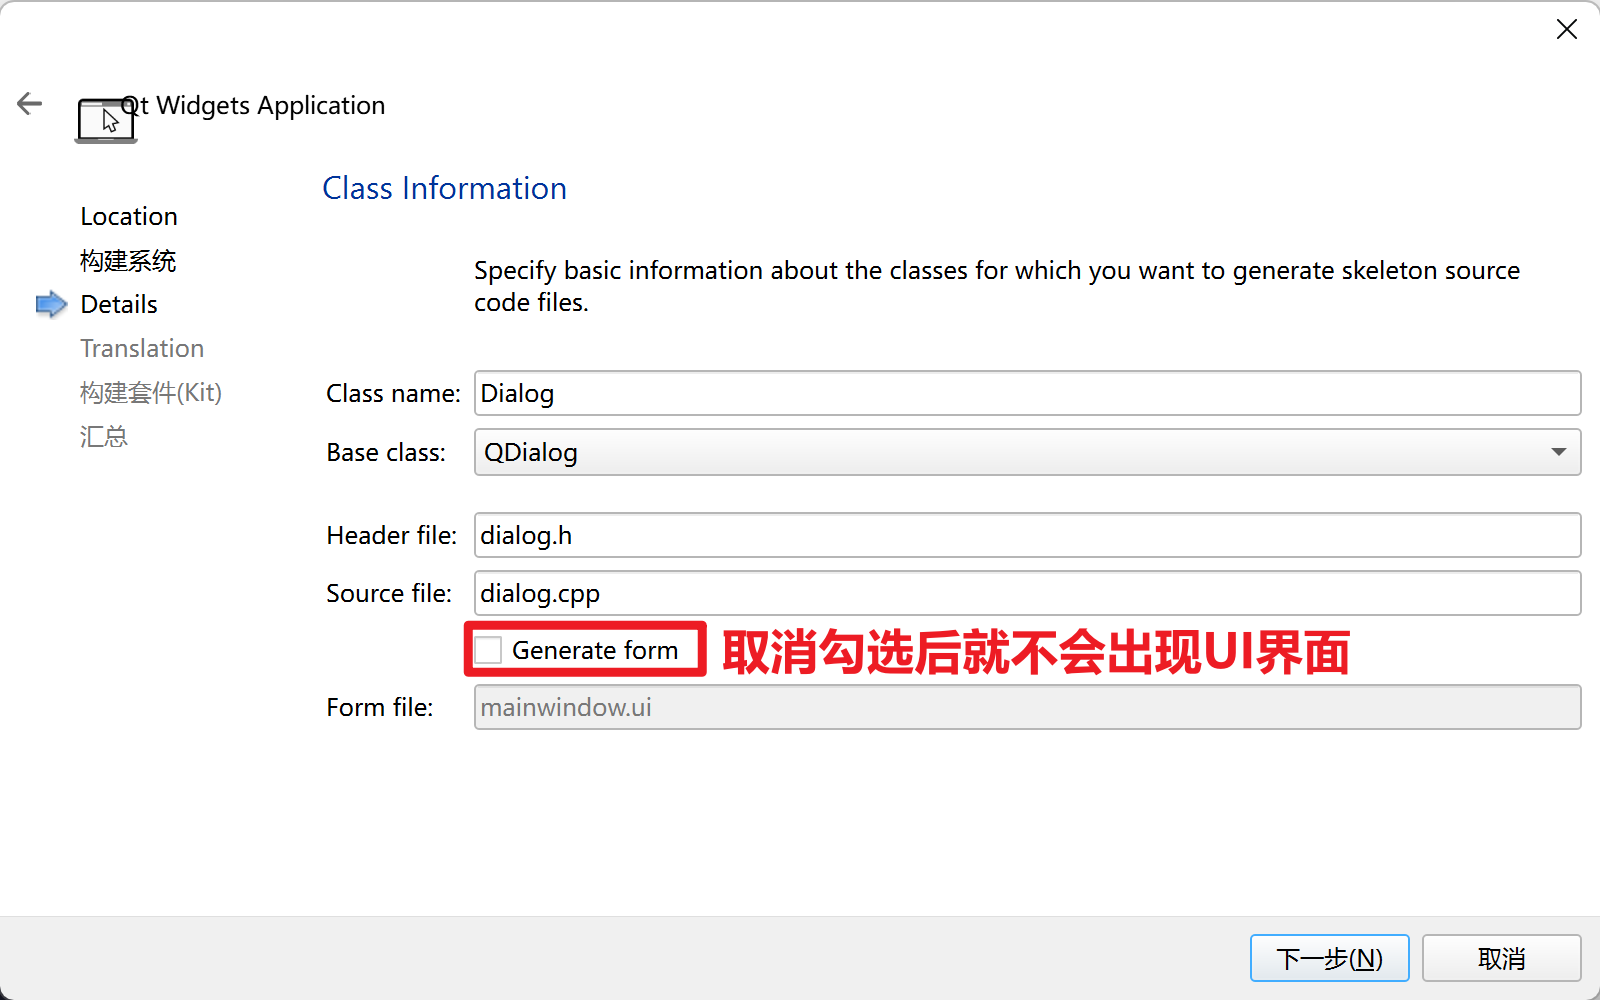 Qt Widgets Application
Class Information
Location
构建系统
Details
Translation
构建套件(Kit)
汇总
Specify basic information about the classes for which you want to generate skeleton source
code files.
Class name: Dialog
Base class: QDialog
Header file: dialog.h
Source file: dialog.cpp
Generate form 取消勾选后就不会出现UI界面
Form file: mainwindow.ui
下一步(N) 取消